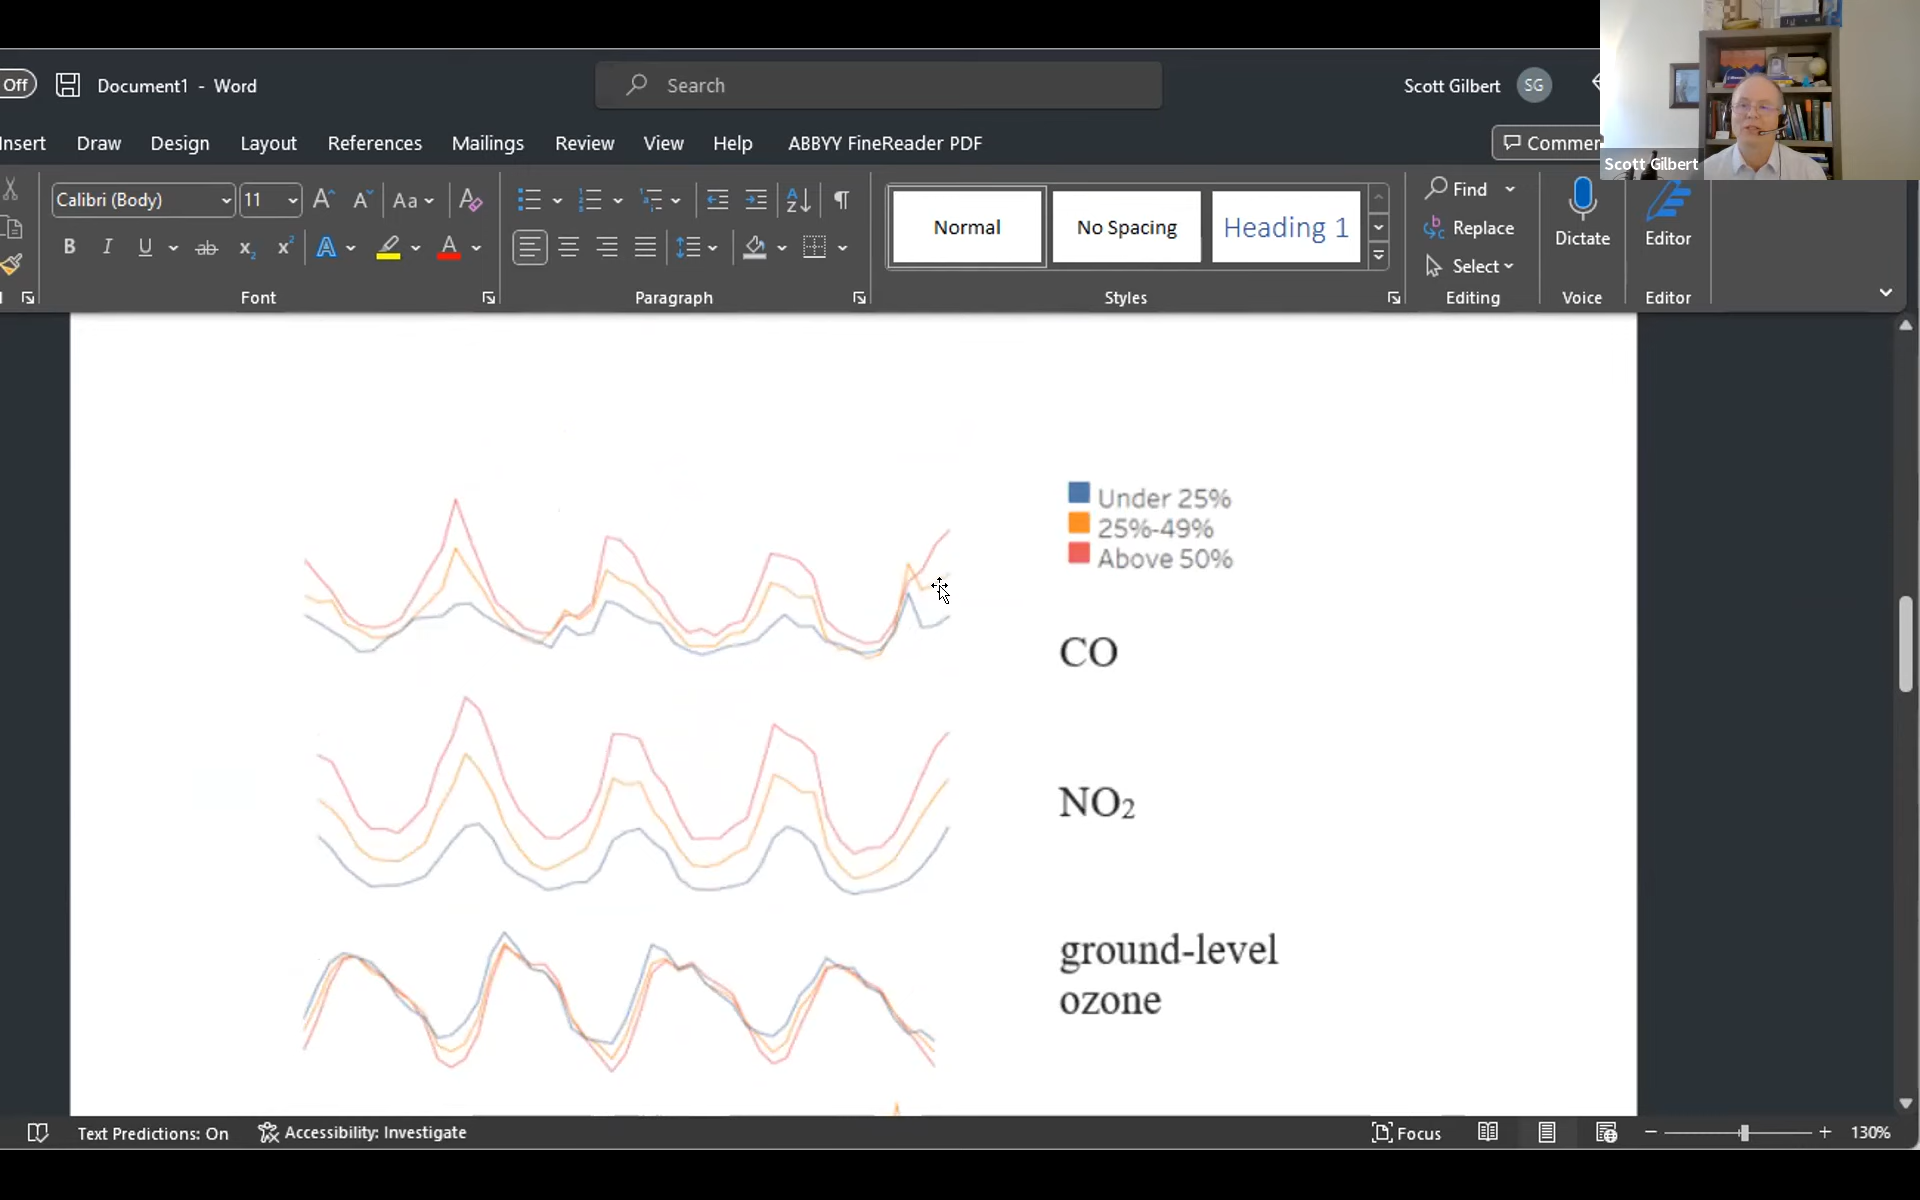 Off
Document1 - Word
Search
Scott Gilbert
SG
Scott Gilbert
Insert
Draw
Design
Layout
References
Mailings
Review
View
Help
ABBYY FineReader PDF
Calibri (Body)
11
Aa
Normal
No Spacing
Heading 1
Find
Replace
Select
Dictate
Editor
Font
Paragraph
Styles
Editing
Voice
Editor
Under 25%
25%-49%
Above 50%
CO
NO₂
ground-level
ozone
Text Predictions: On
Accessibility: Investigate
Focus
130%